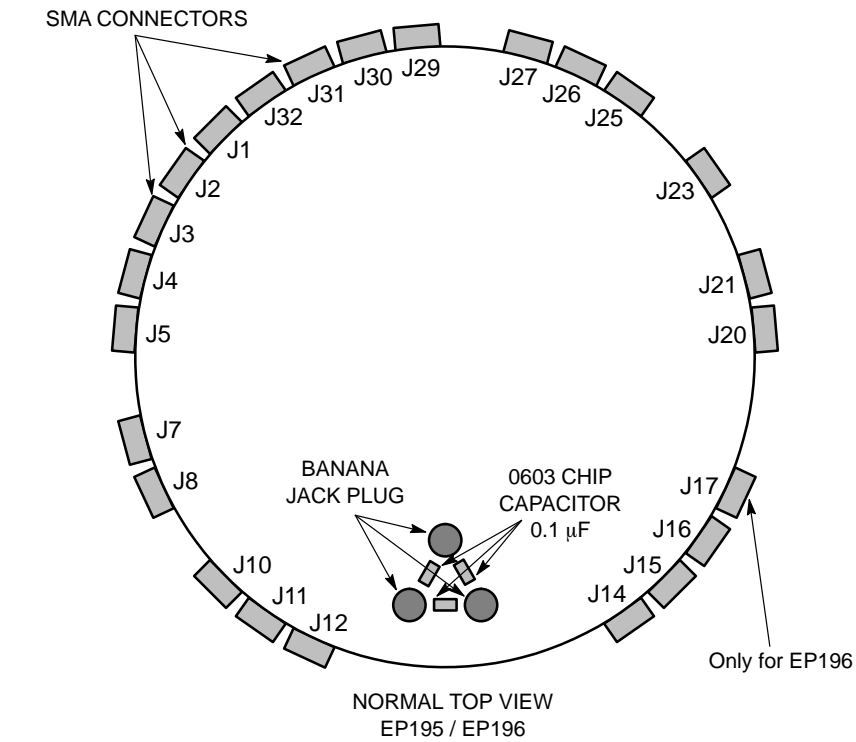 SMA CONNECTORS
J29
J30
J31
J32
J1
J2
J3
J4
J5
J7
J8
J10
J11
J12
J27
J26
J25
J23
J21
J20
J17
J16
J15
J14
BANANA
JACK PLUG
0603 CHIP
CAPACITOR
0.1 μF
Only for EP196
NORMAL TOP VIEW
EP195 / EP196